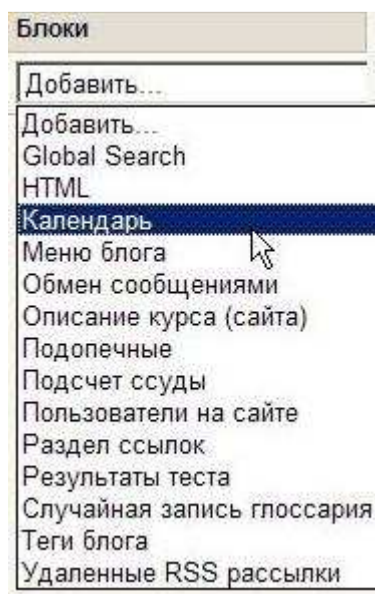 Блоки
Добавить...
Добавить...
Global Search
HTML
Календарь
Меню блога
Обмен сообщениями
Описание курса (сайта)
Подопечные
Подсчет ссуды
Пользователи на сайте
Раздел ссылок
Результаты теста
Случайная запись глоссария
Теги блога
Удаленные RSS рассылки